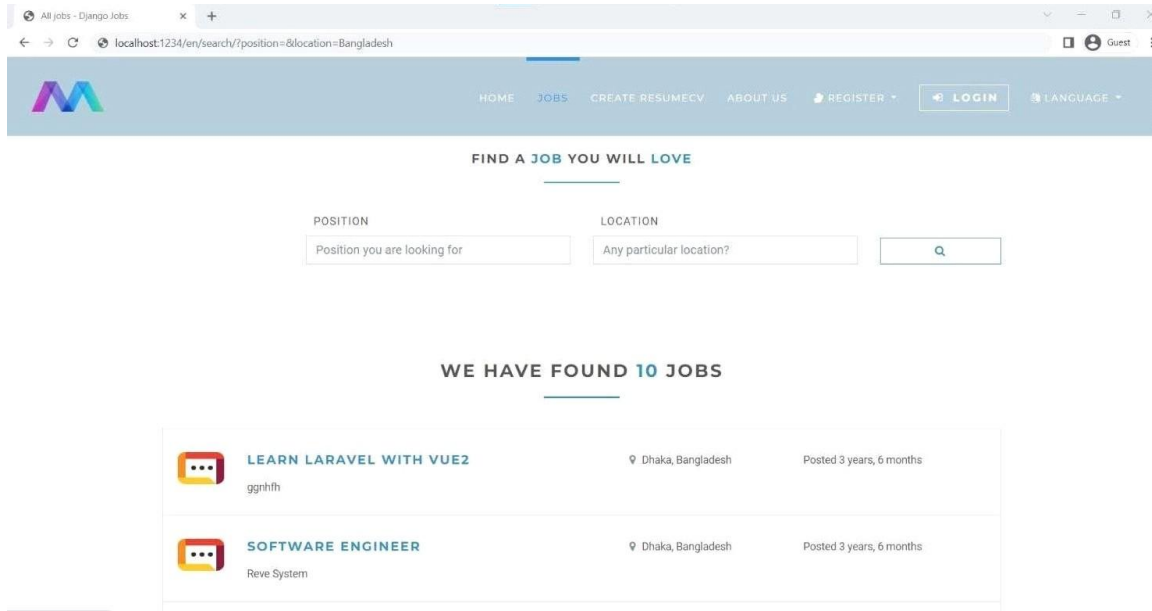 All jobs - Django Jobs
localhost:1234/en/search/?position=&location=Bangladesh
Guest
HOME JOBS CREATE RESUMECV ABOUT US REGISTER LOGIN LANGUAGE
FIND A JOB YOU WILL LOVE
POSITION LOCATION
Position you are looking for Any particular location?
WE HAVE FOUND 10 JOBS
LEARN LARAVEL WITH VUE2 Dhaka, Bangladesh Posted 3 years, 6 months
ggnhfh
SOFTWARE ENGINEER Dhaka, Bangladesh Posted 3 years, 6 months
Reve System